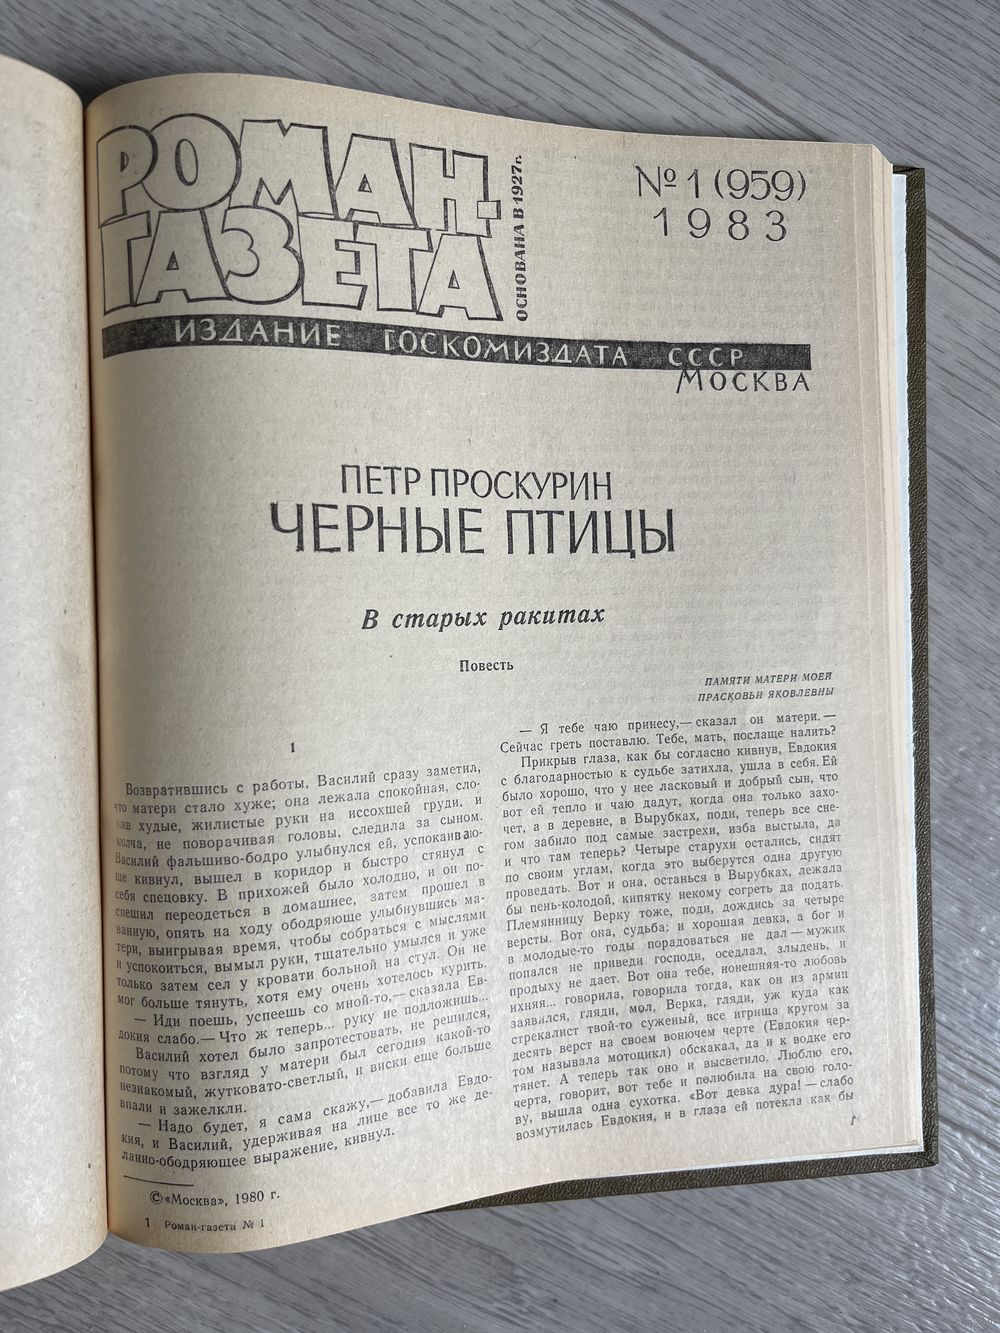 РОМАН-
ГАЗЕТА
ОСНОВАНА В 1927 г.
№ 1 (959)
1983
ИЗДАНИЕ ГОСКОМИЗДАТА СССР
МОСКВА
ПЕТР ПРОСКУРИН
ЧЕРНЫЕ ПТИЦЫ
В старых ракитах
Повесть
ПАМЯТИ МАТЕРИ МОЕЙ
ПРАСКОВЬИ ЯКОВЛЕВНЫ
1
Возвратившись с работы, Василий сразу заметил,
что матери стало хуже; она лежала спокойная, сло-
жив худые, жилистые руки на иссохшей груди, и
молча, не поворачивая головы, следила за сыном.
Василий фальшиво-бодро улыбнулся ей, успокаиваю-
ще кивнул, вышел в коридор и быстро стянул с
себя спецовку. В прихожей было холодно, и он по-
спешил переодеться в домашнее, затем прошел в
ванную, опять на ходу ободряюще улыбнувшись ма-
тери, выигрывая время, чтобы собраться с мыслями
и успокоиться, вымыл руки, тщательно умылся и уже
только затем сел у кровати больной на стул. Он не
мог больше тянуть, хотя ему очень хотелось курить.
— Иди поешь, успеешь со мной-то,— сказала Ев-
докия слабо.— Что ж теперь... руку не подложишь...
Василий хотел было запротестовать, не решился,
потому что взгляд у матери был сегодня какой-то
незнакомый, жутковато-светлый, и виски еще больше
впали и зажелкли.
— Надо будет, я сама скажу,— добавила Евдо-
кия, и Василий, удерживая на лице все то же де-
ланно-ободряющее выражение, кивнул.
©«Москва», 1980 г.
1 Роман-газета № 1
— Я тебе чаю принесу,— сказал он матери.—
Сейчас греть поставлю. Тебе, мать, послаще налить?
Прикрыв глаза, как бы согласно кивнув, Евдокия
с благодарностью к судьбе затихла, ушла в себя. Ей
было хорошо, что у нее ласковый и добрый сын, что
вот ей тепло и чаю дадут, когда она только захо-
чет, а в деревне, в Вырубках, поди, теперь все сне-
гом забило под самые застрехи, изба выстыла, да
и что там теперь? Четыре старухи остались, сидят
по своим углам, когда это выберутся одна другую
проведать. Вот и она, останься в Вырубках, лежала
бы пень-колодой, кипятку некому согреть да подать.
Племянницу Верку тоже, поди, дождись за четыре
версты. Вот она, судьба: и хорошая девка, а бог и
в молодые-то годы порадоваться не дал — мужик
попался не приведи господи, оседлал, злыдень, и
продыху не дает. Вот она тебе, нонешняя-то любовь
ихняя... говорила, говорила тогда, как он из армии
заявился, гляди, мол, Верка, гляди, уж куда как
стрекалист твой-то суженый, все игрища кругом за
десять верст на своем вонючем черте (Евдокия чер-
том называла мотоцикл) обскакал, да и к водке его
тянет. А теперь так оно и высветило. Люблю его,
черта, говорит, вот тебе и полюбила на свою голо-
ву, вышла одна сухотка. «Вот девка дура! — слабо
возмутилась Евдокия, и в глаза ей потекла как бы